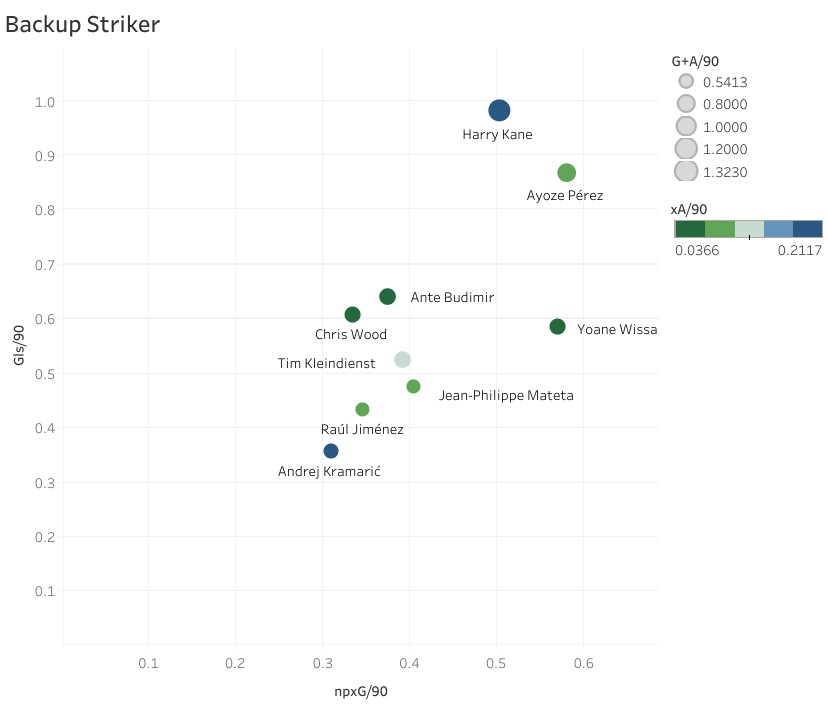 Backup Striker
G+A/90
0.5413
0.8000
1.0000
1.2000
1.3230
xA/90
0.0366 0.2117
Gls/90
1.0
0.9
0.8
0.7
0.6
0.5
0.4
0.3
0.2
0.1
Harry Kane
Ayoze Pérez
Ante Budimir
Chris Wood
Yoane Wissa
Tim Kleindienst
Jean-Philippe Mateta
Raúl Jiménez
Andrej Kramarić
0.1 0.2 0.3 0.4 0.5 0.6
npxG/90